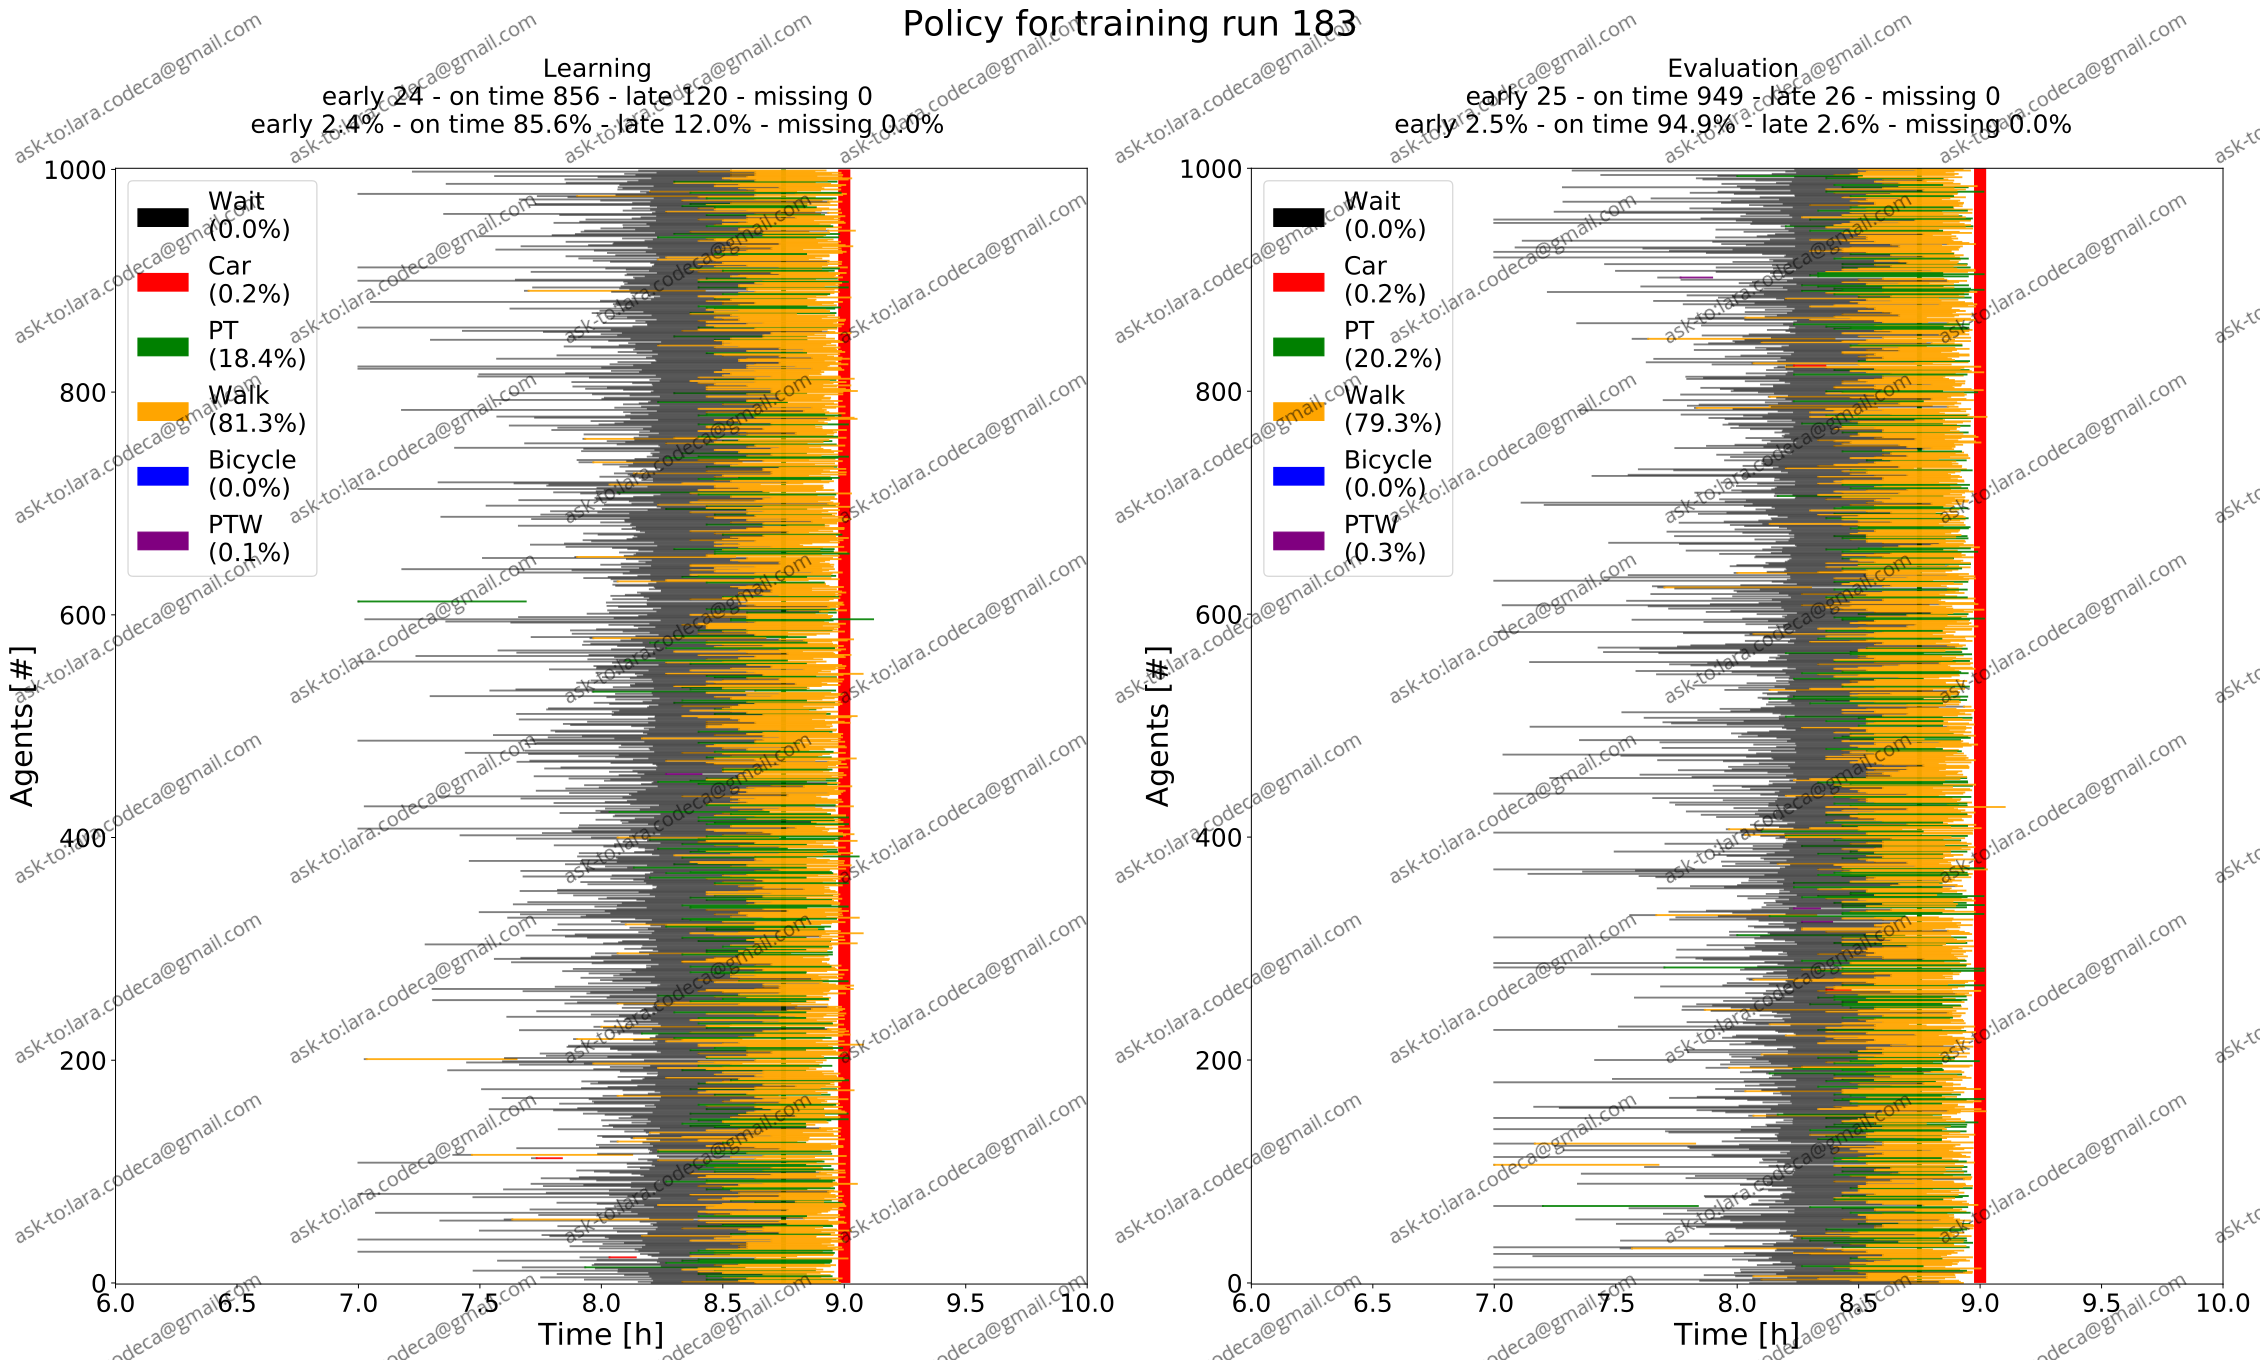 Policy for training run 183
Learning
early 24 - on time 856 - late 120 - missing 0
early 2.4% - on time 85.6% - late 12.0% - missing 0.0%
Evaluation
early 25 - on time 949 - late 26 - missing 0
early 2.5% - on time 94.9% - late 2.6% - missing 0.0%
Wait
(0.0%)
Car
(0.2%)
PT
(18.4%)
Walk
(81.3%)
Bicycle
(0.0%)
PTW
(0.1%)
Agents [#]
1000
800
600
400
200
0
6.0 6.5 7.0 7.5 8.0 8.5 9.0 9.5 10.0
Time [h]
Wait
(0.0%)
Car
(0.2%)
PT
(20.2%)
Walk
(79.3%)
Bicycle
(0.0%)
PTW
(0.3%)
Agents [#]
1000
800
600
400
200
0
6.0 6.5 7.0 7.5 8.0 8.5 9.0 9.5 10.0
Time [h]
ask-to:lara.codeca@gmail.com